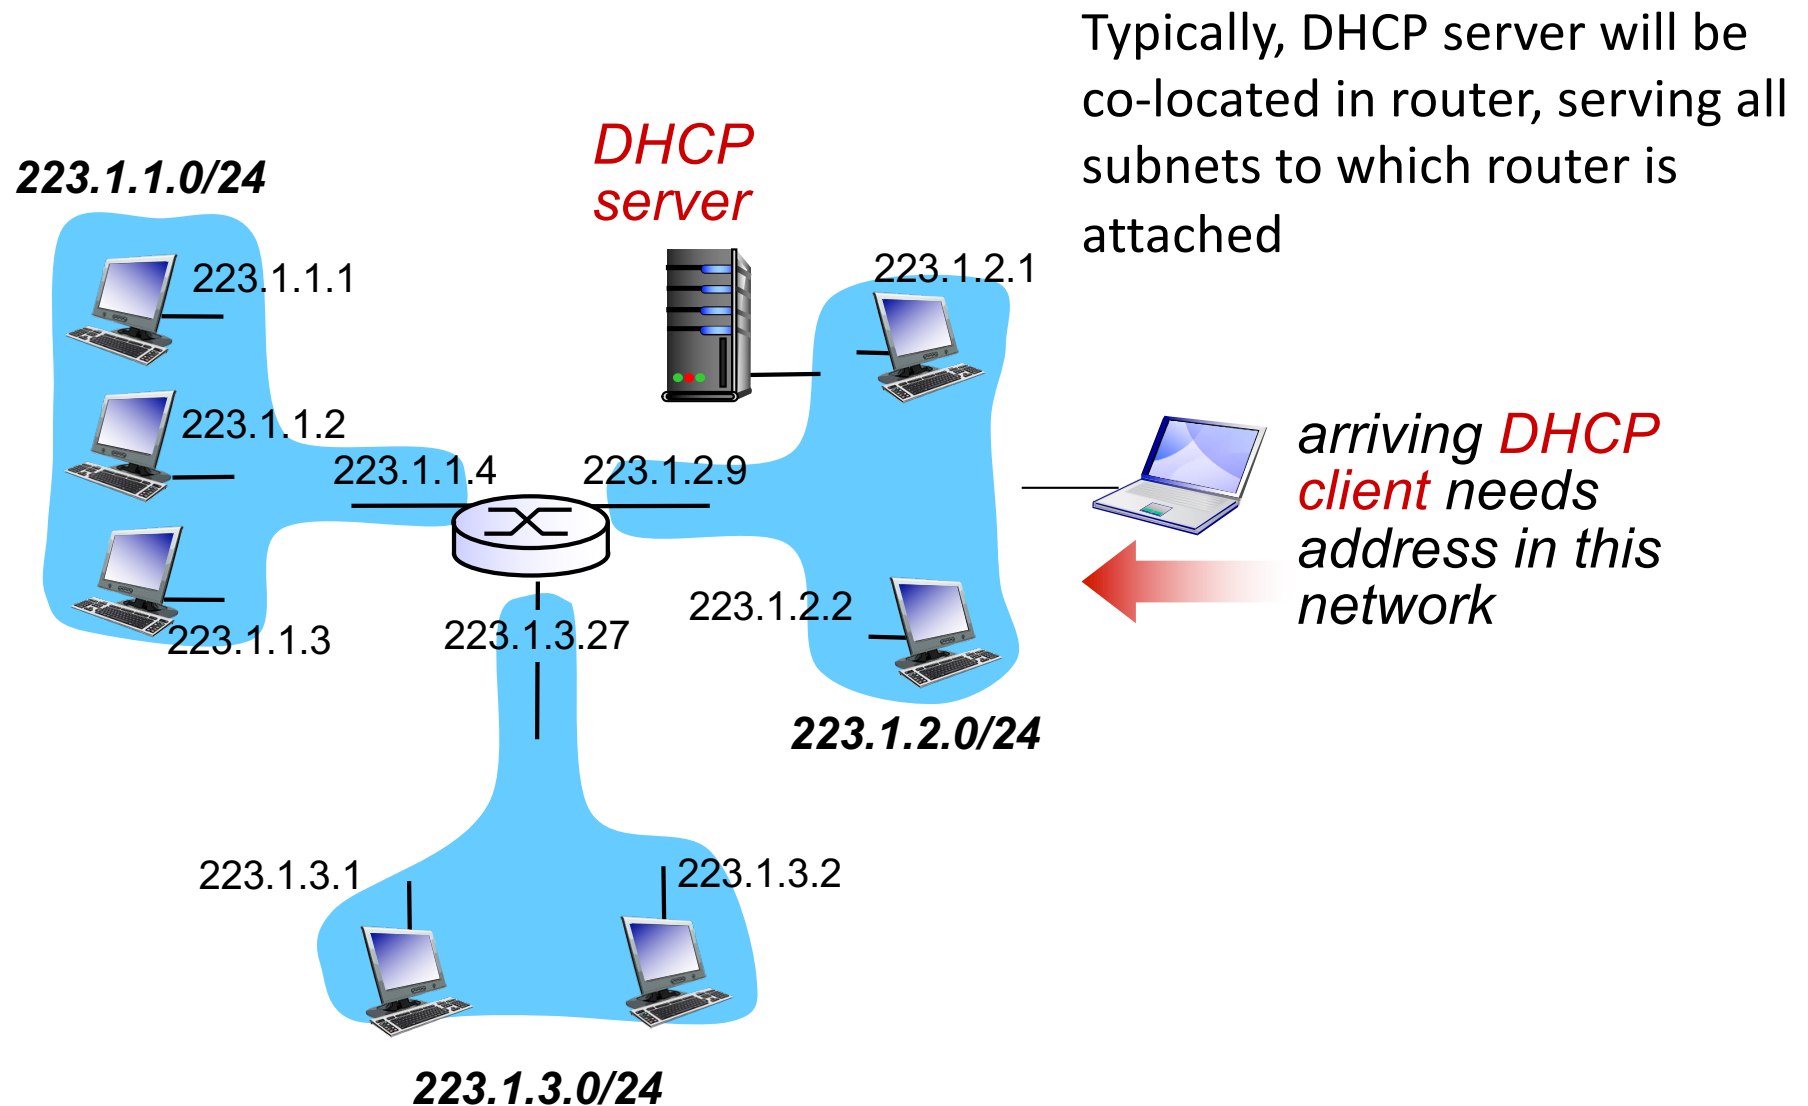 Typically, DHCP server will be
co-located in router, serving all
subnets to which router is
attached
DHCP
server
223.1.1.0/24
223.1.1.1
223.1.2.1
223.1.1.2
223.1.1.4
223.1.2.9
arriving DHCP
client needs
address in this
network
223.1.1.3
223.1.3.27
223.1.2.2
223.1.2.0/24
223.1.3.1
223.1.3.2
223.1.3.0/24